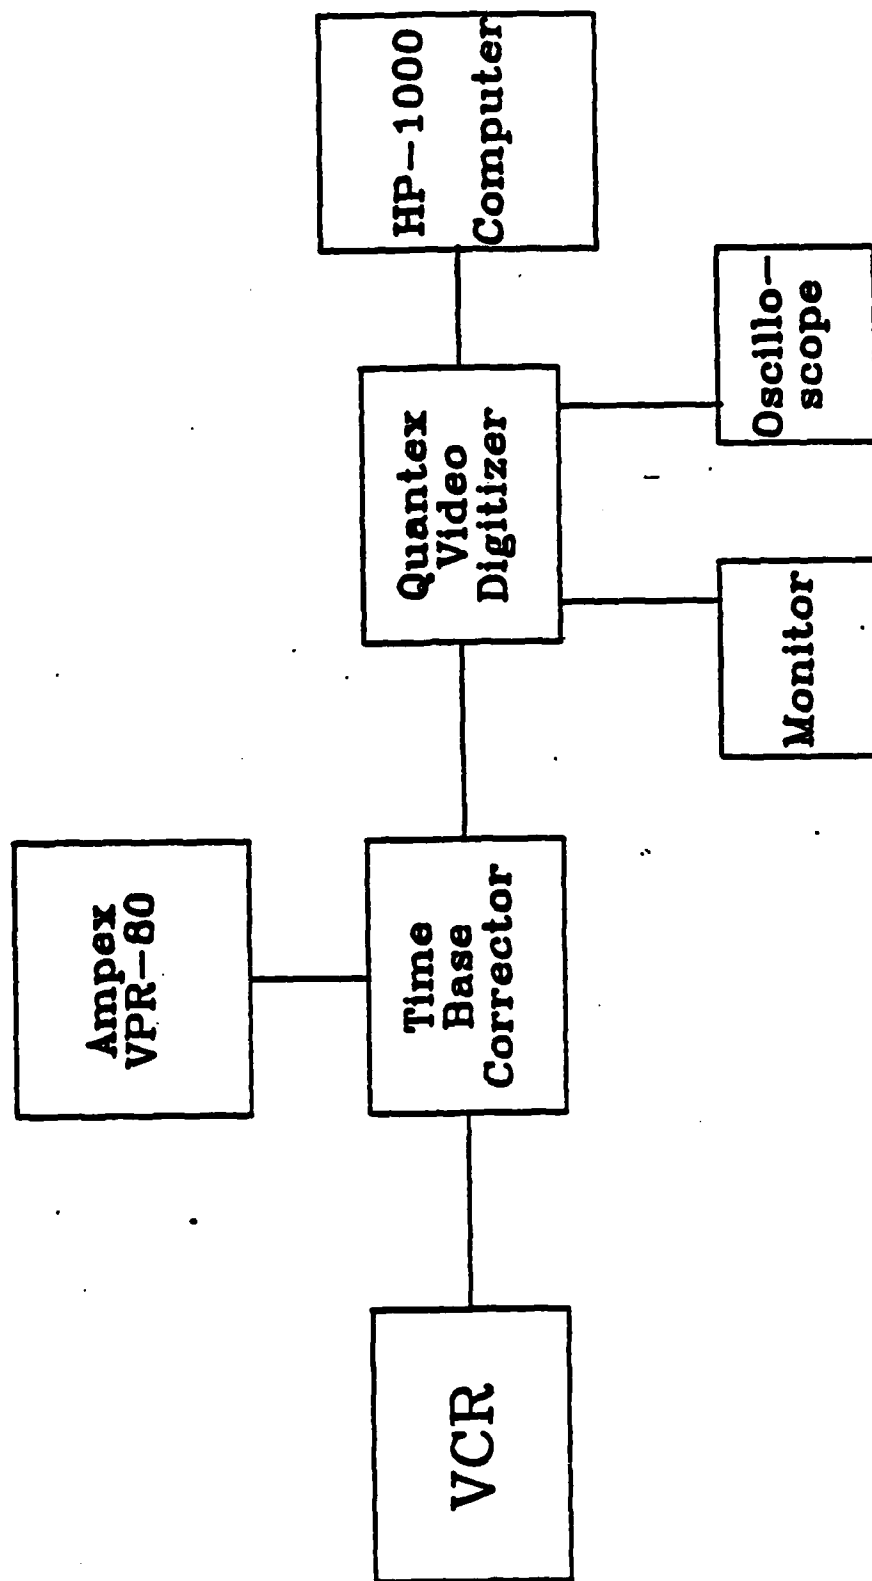 Ampex
VPR-80
VCR
Time
Base
Corrector
Quantex
Video
Digitizer
HP-1000
Computer
Monitor
Oscillo-
scope